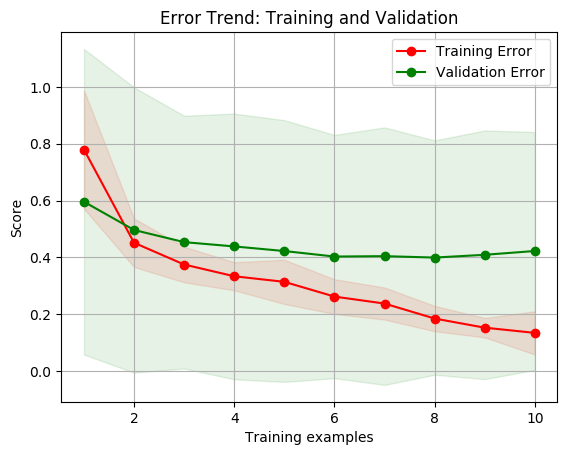 Error Trend: Training and Validation
Training Error
Validation Error
Score
1.0
0.8
0.6
0.4
0.2
0.0
2
4
6
8
10
Training examples